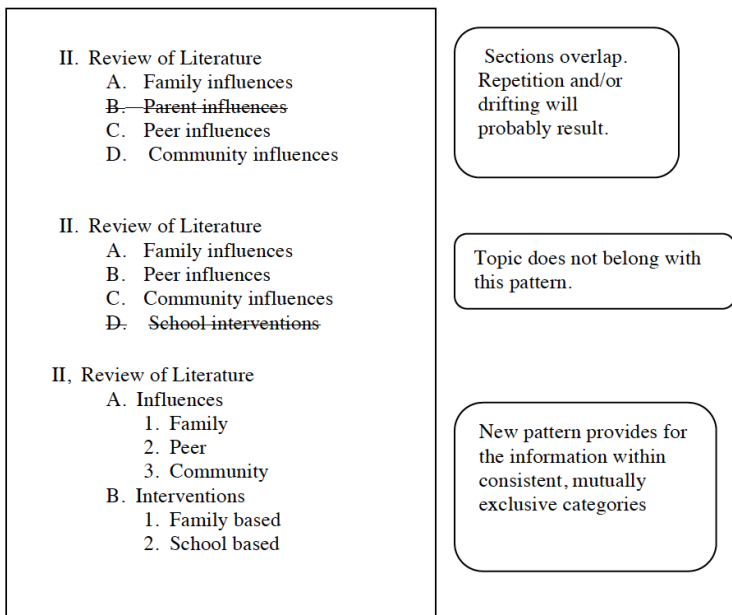 II. Review of Literature
A. Family influences
B. Parent influences
C. Peer influences
D. Community influences
Sections overlap.
Repetition and/or
drifting will
probably result.
II. Review of Literature
A. Family influences
B. Peer influences
C. Community influences
D. School interventions
Topic does not belong with
this pattern.
II, Review of Literature
A. Influences
1. Family
2. Peer
3. Community
B. Interventions
1. Family based
2. School based
New pattern provides for
the information within
consistent, mutually
exclusive categories